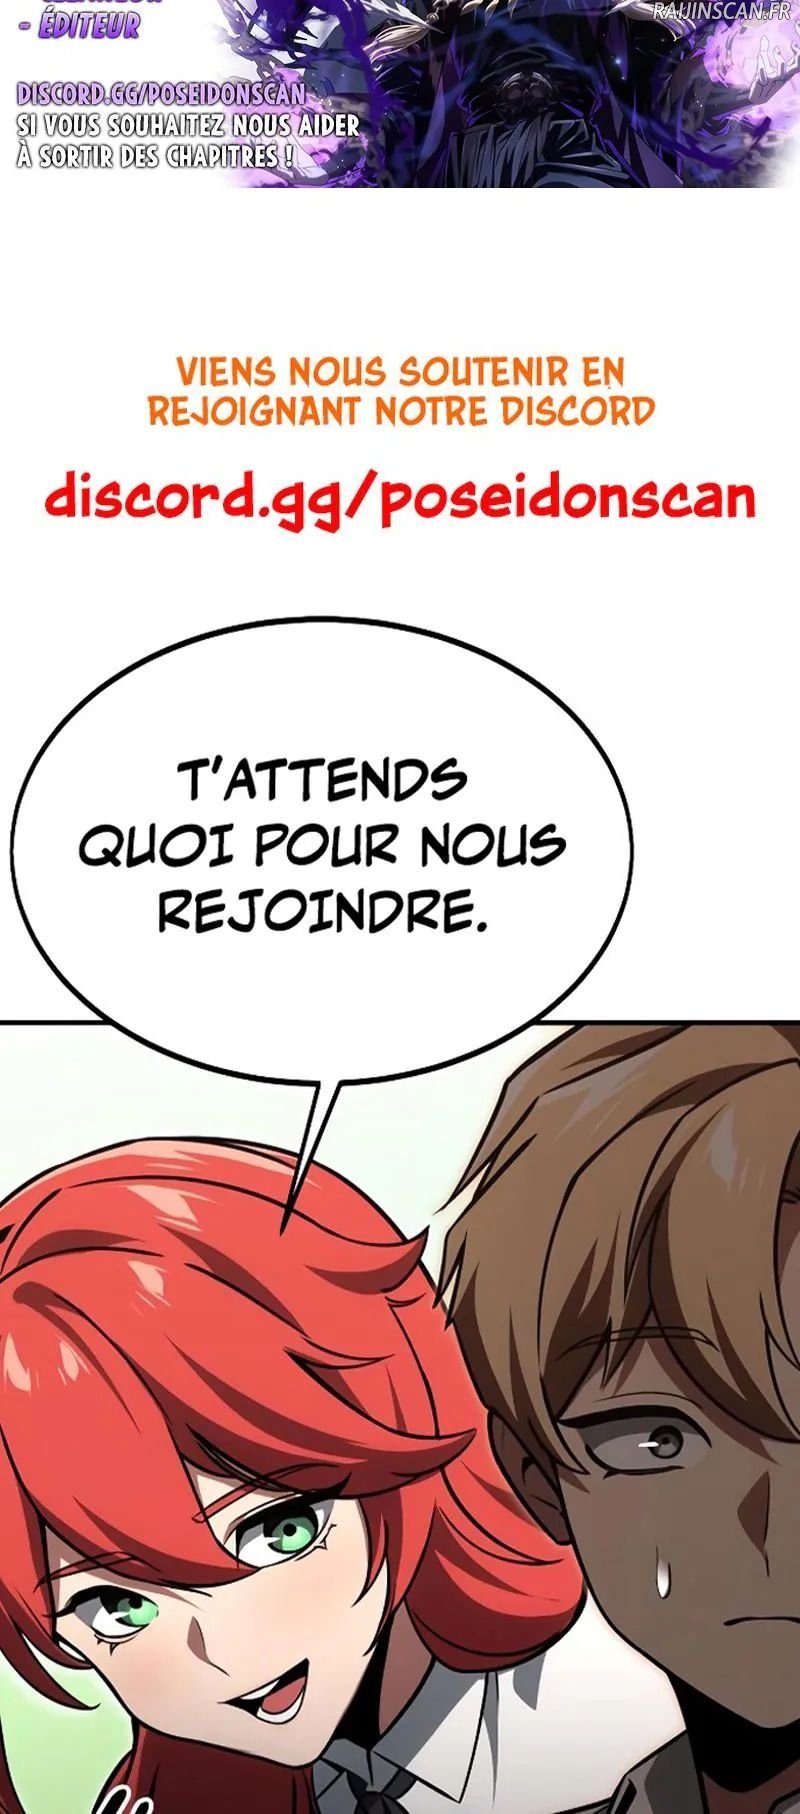 - ÉDITEUR
RAIJINSCAN.FR
DISCORD.GG/POSEIDONSCAN
SI VOUS SOUHAITEZ NOUS AIDER
À SORTIR DES CHAPITRES !
VIENS NOUS SOUTENIR EN
REJOIGNANT NOTRE DISCORD
discord.gg/poseidonscan
T'ATTENDS
QUOI POUR NOUS
REJOINDRE.